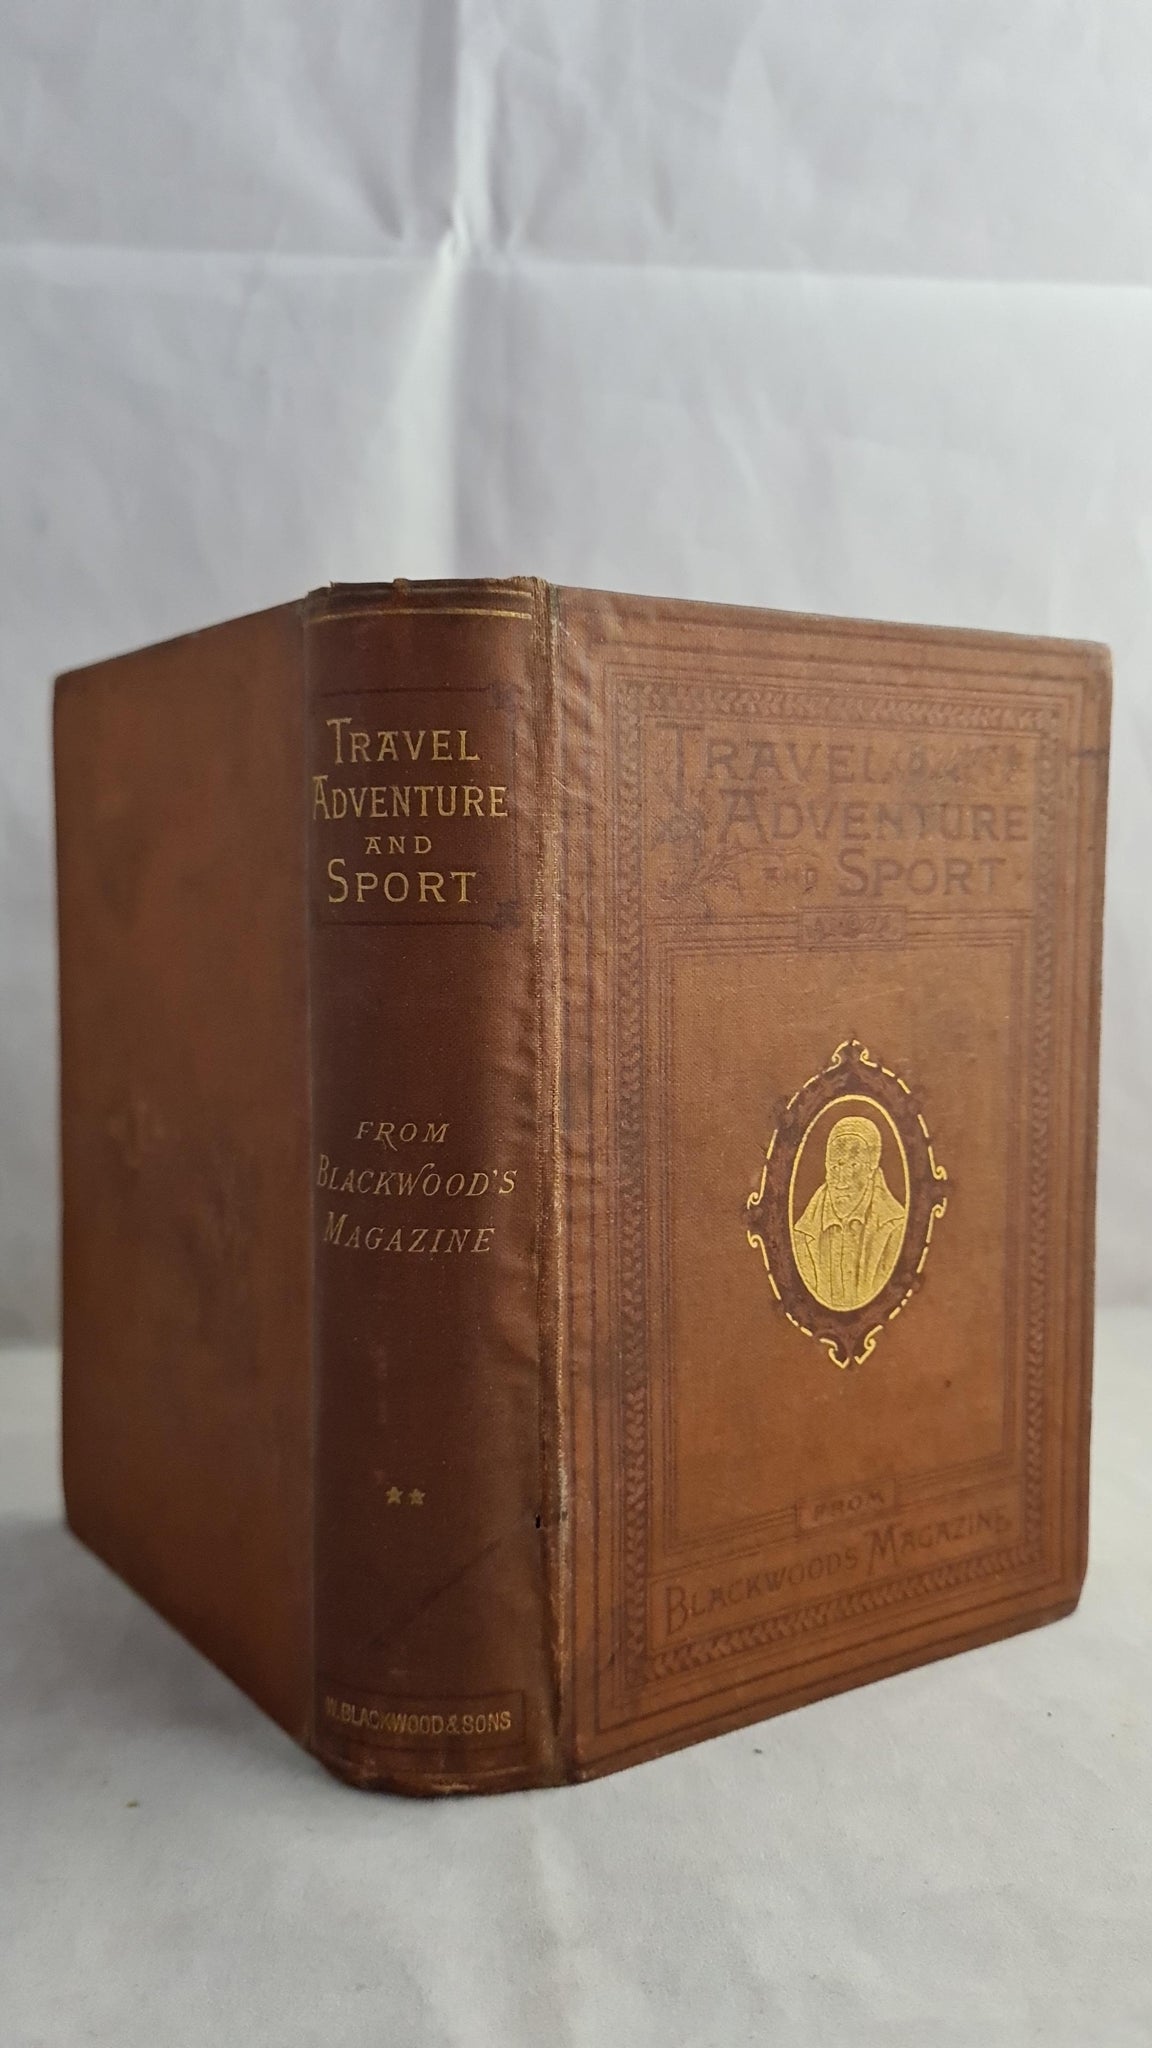 TRAVEL
ADVENTURE
AND
SPORT
FROM
BLACKWOOD'S
MAGAZINE
W. BLACKWOOD & SONS
TRAVEL
ADVENTURE
AND SPORT
FROM
BLACKWOODS MAGAZINE